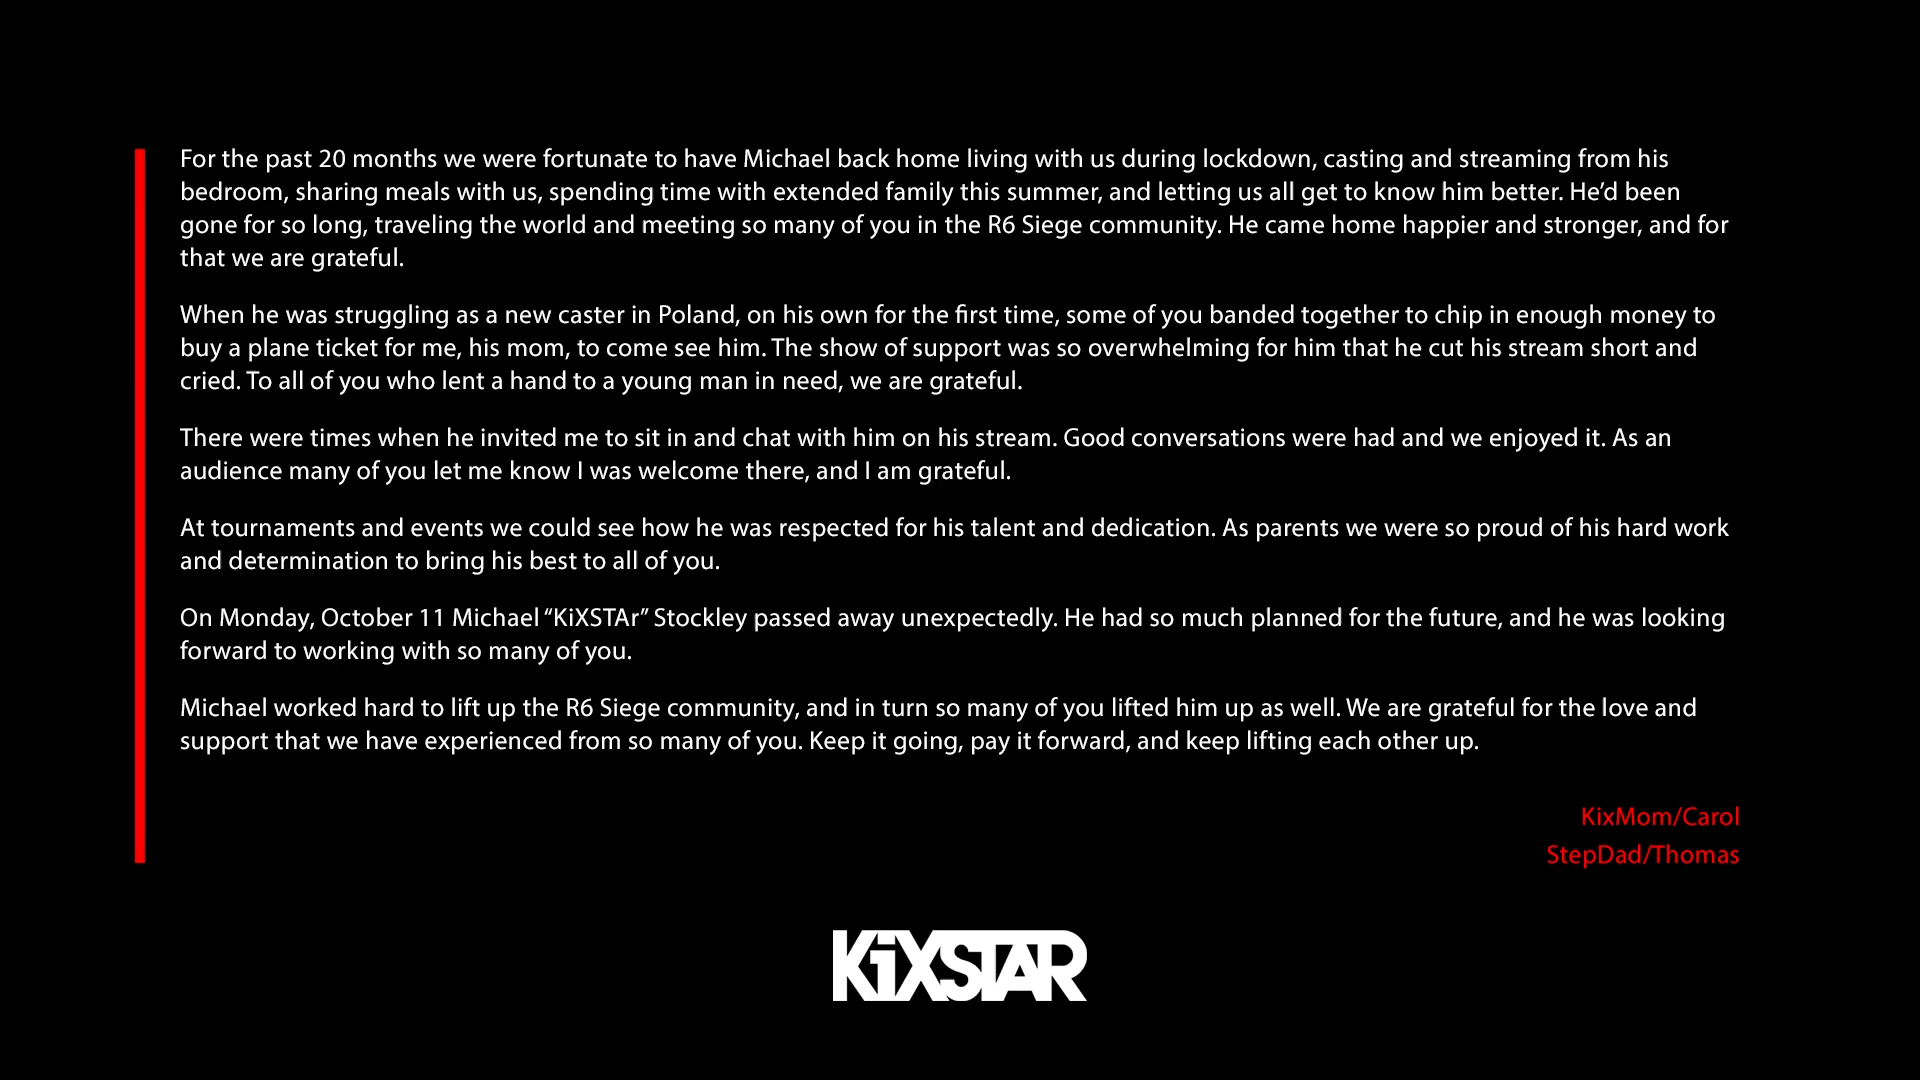 For the past 20 months we were fortunate to have Michael back home living with us during lockdown, casting and streaming from his
bedroom, sharing meals with us, spending time with extended family this summer, and letting us all get to know him better. He’d been
gone for so long, traveling the world and meeting so many of you in the R6 Siege community. He came home happier and stronger, and for
that we are grateful.
When he was struggling as a new caster in Poland, on his own for the first time, some of you banded together to chip in enough money to
buy a plane ticket for me, his mom, to come see him. The show of support was so overwhelming for him that he cut his stream short and
cried. To all of you who lent a hand to a young man in need, we are grateful.
There were times when he invited me to sit in and chat with him on his stream. Good conversations were had and we enjoyed it. As an
audience many of you let me know I was welcome there, and I am grateful.
At tournaments and events we could see how he was respected for his talent and dedication. As parents we were so proud of his hard work
and determination to bring his best to all of you.
On Monday, October 11 Michael “KiXSTAr” Stockley passed away unexpectedly. He had so much planned for the future, and he was looking
forward to working with so many of you.
Michael worked hard to lift up the R6 Siege community, and in turn so many of you lifted him up as well. We are grateful for the love and
support that we have experienced from so many of you. Keep it going, pay it forward, and keep lifting each other up.
KixMom/Carol
StepDad/Thomas
KiXSTAR